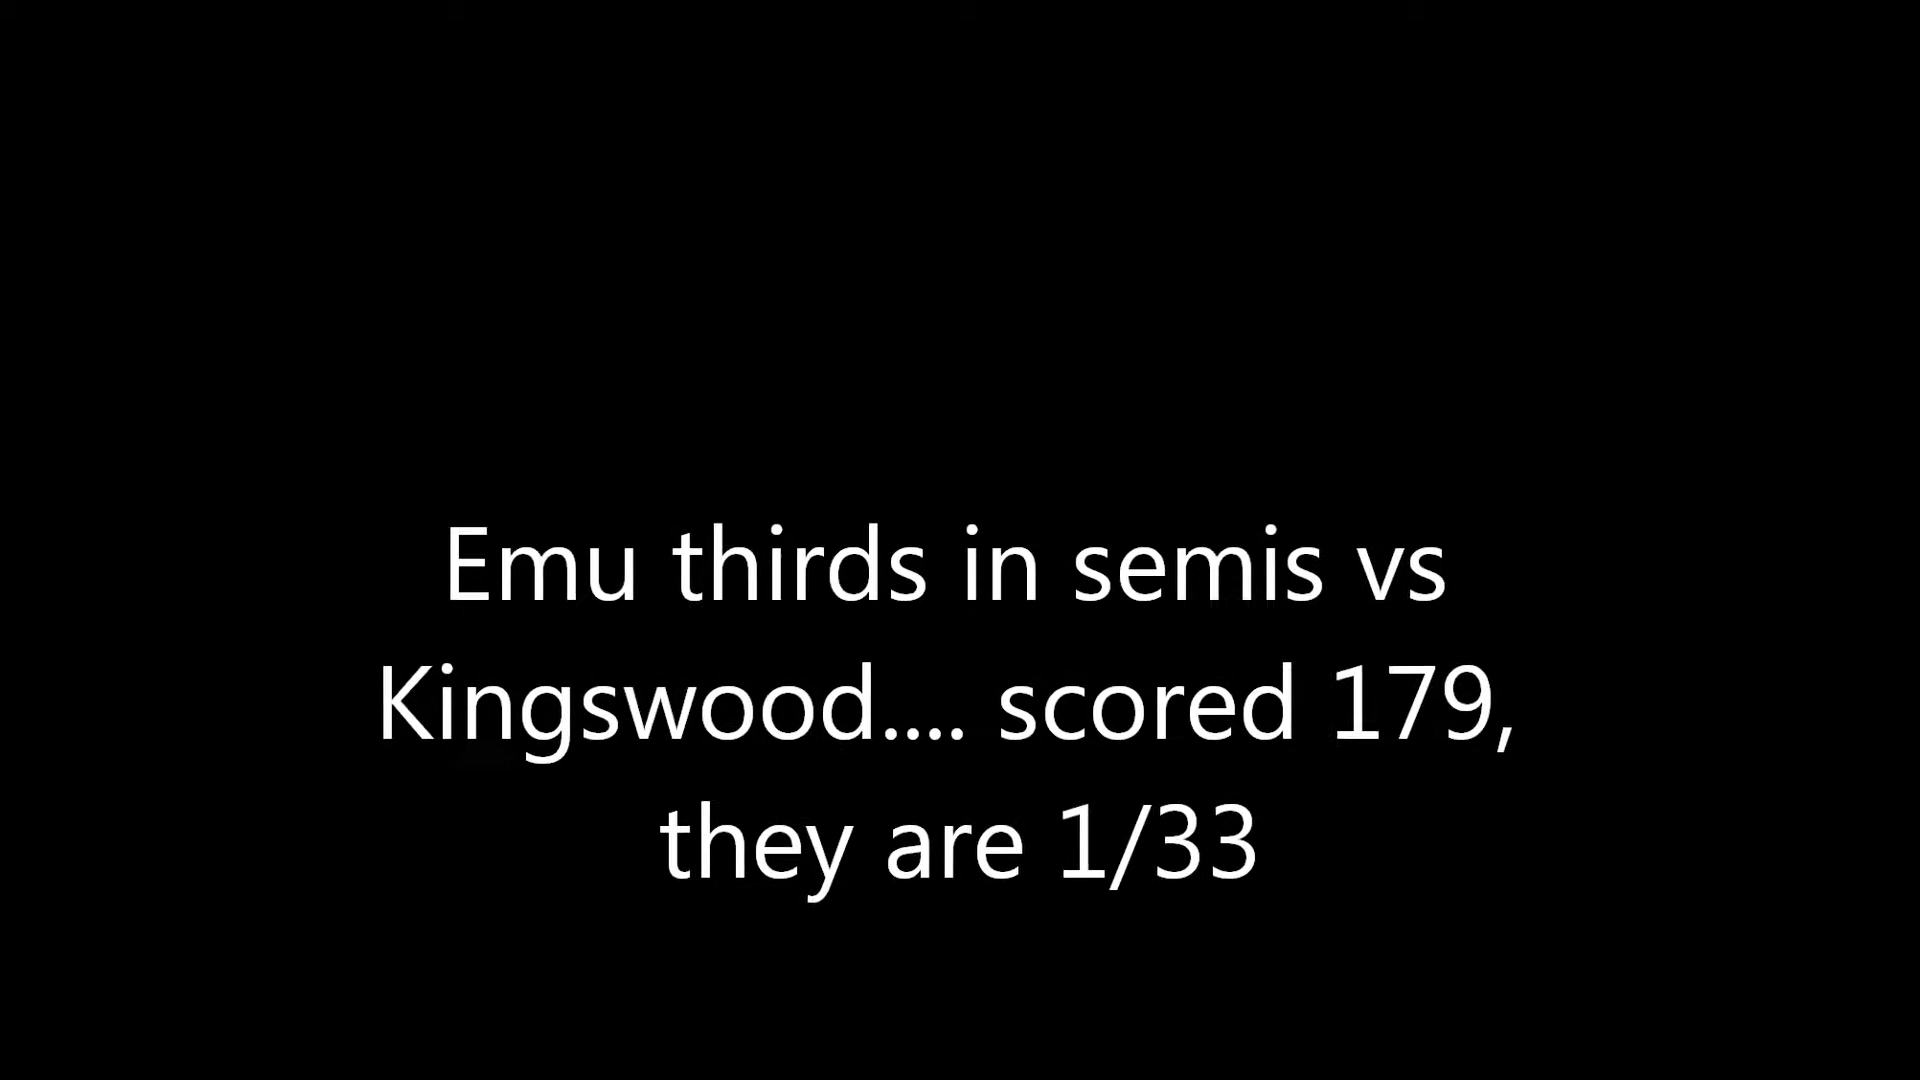 Emu thirds in semis vs
Kingswood.... scored 179,
they are 1/33